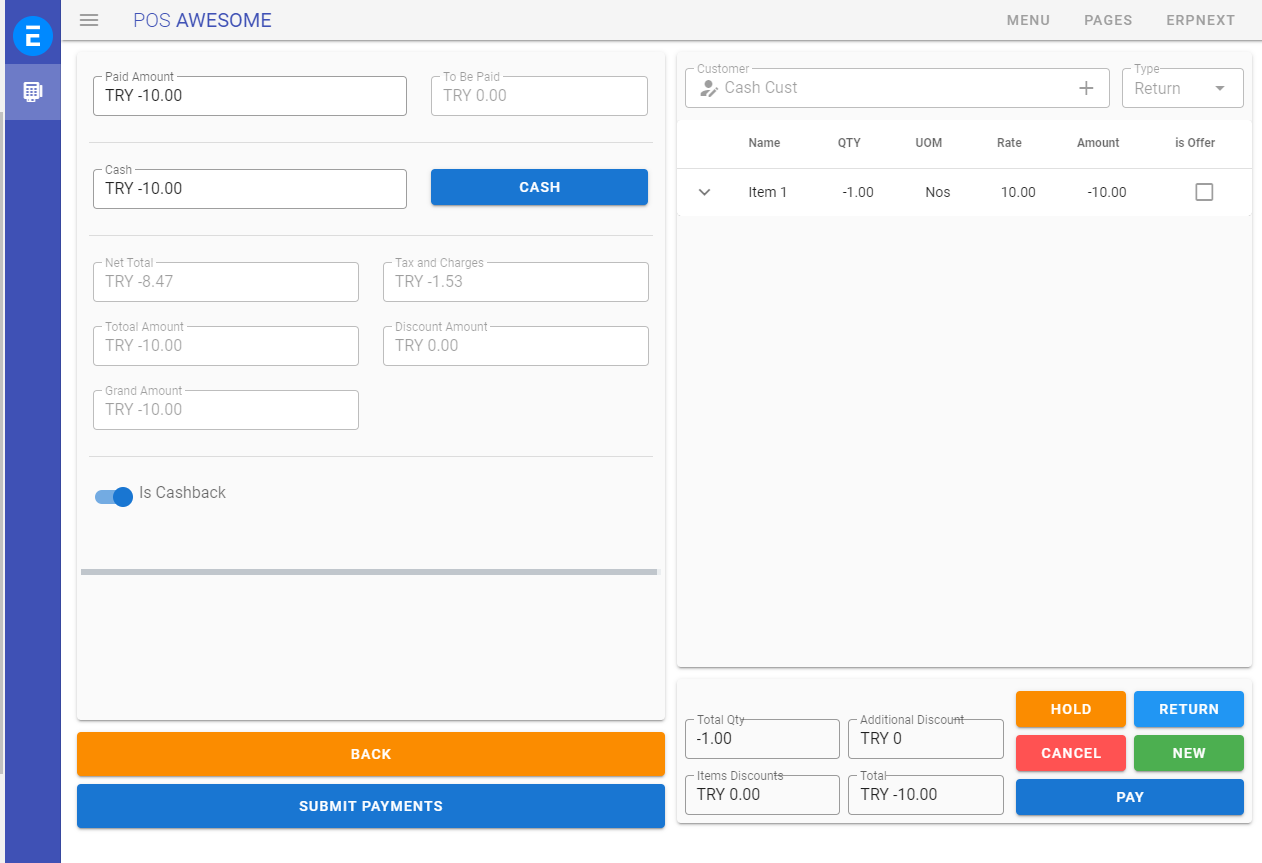 E
POS AWESOME
MENU PAGES ERPNEXT
Paid Amount
TRY -10.00
To Be Paid
TRY 0.00
Cash
TRY -10.00
CASH
Net Total
TRY -8.47
Tax and Charges
TRY -1.53
Totoal Amount
TRY -10.00
Discount Amount
TRY 0.00
Grand Amount
TRY -10.00
Is Cashback
BACK
SUBMIT PAYMENTS
Customer
Cash Cust
Type
Return
Name QTY UOM Rate Amount is Offer
Item 1 -1.00 Nos 10.00 -10.00
Total Qty
-1.00
Additional Discount
TRY 0
Items Discounts
TRY 0.00
Total
TRY -10.00
HOLD RETURN
CANCEL NEW
PAY